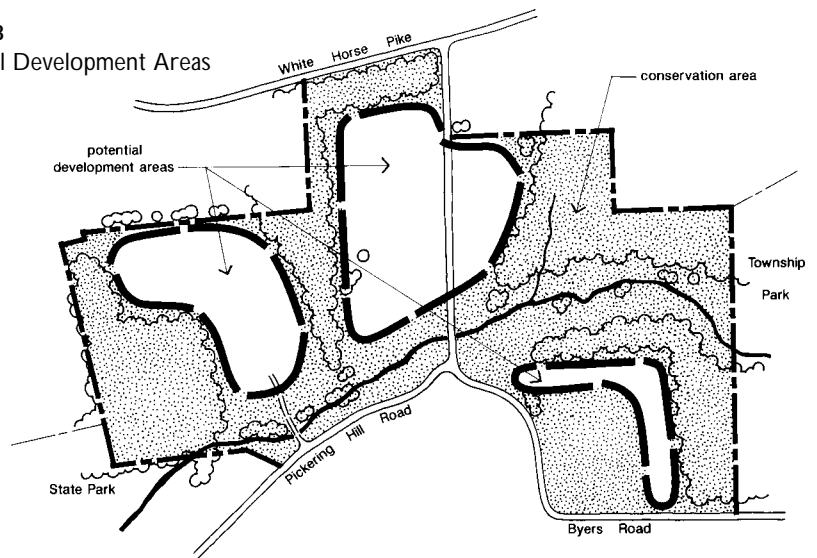 Development Areas
White Horse Pike
conservation area
potential
development areas
Township
Park
State Park
Pickering Hill Road
Byers Road